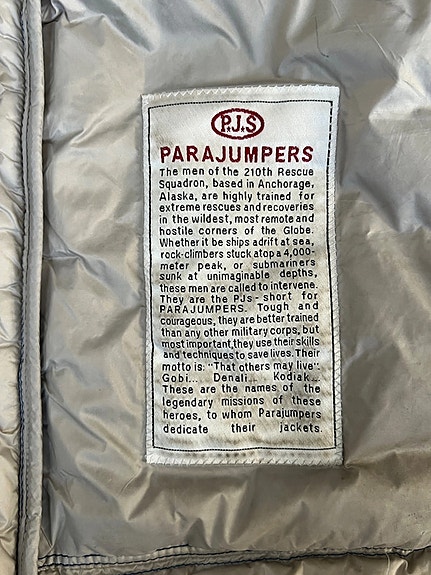 P.J.S
PARAJUMPERS
The men of the 210th Rescue
Squadron, based in Anchorage,
Alaska, are highly trained for
extreme rescues and recoveries
in the wildest, most remote and
hostile corners of the Globe.
Whether it be ships adrift at sea,
rock-climbers stuck atop a 4,000-
meter peak, or submariners
sunk at unimaginable depths,
these men are called to intervene.
They are the PJs - short for
PARAJUMPERS. Tough and
courageous, they are better trained
than any other military corps, but
most important, they use their skills
and techniques to save lives. Their
motto is: "That others may live".
Gobi... Denali... Kodiak...
These are the names of the
legendary missions of these
heroes, to whom Parajumpers
dedicate their jackets.